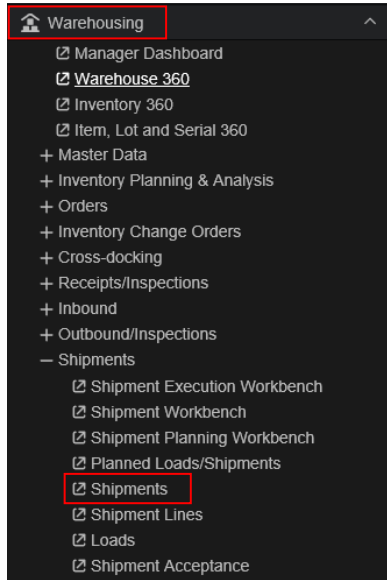 Warehousing
Manager Dashboard
Warehouse 360
Inventory 360
Item, Lot and Serial 360
Master Data
Inventory Planning & Analysis
Orders
Inventory Change Orders
Cross-docking
Receipts/Inspections
Inbound
Outbound/Inspections
Shipments
Shipment Execution Workbench
Shipment Workbench
Shipment Planning Workbench
Planned Loads/Shipments
Shipments
Shipment Lines
Loads
Shipment Acceptance